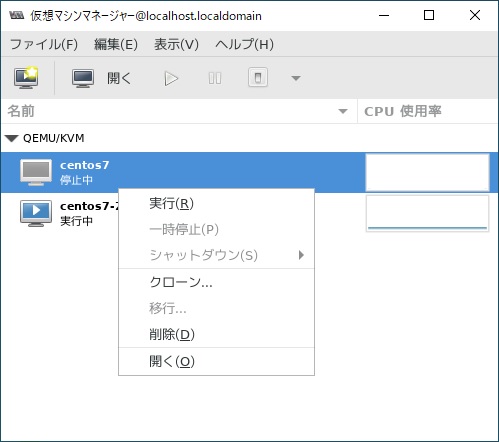 仮想マシンマネージャー@localhost.localdomain
ファイル(F) 編集(E) 表示(V) ヘルプ(H)
開く
名前 CPU 使用率
QEMU/KVM
centos7
停止中
centos7-2
実行中
実行(R)
一時停止(P)
シャットダウン(S)
クローン...
移行...
削除(D)
開く(O)